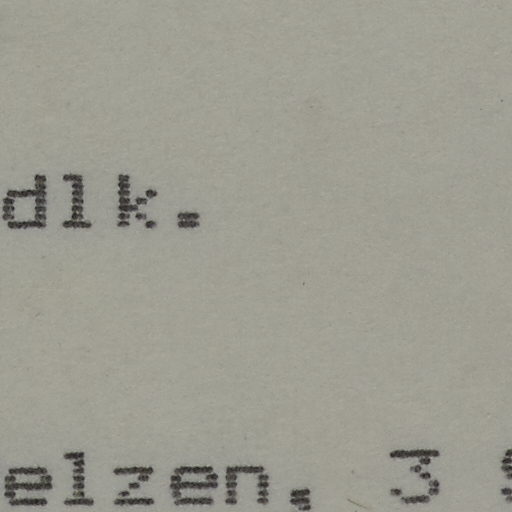 dlk.
elzen, 3